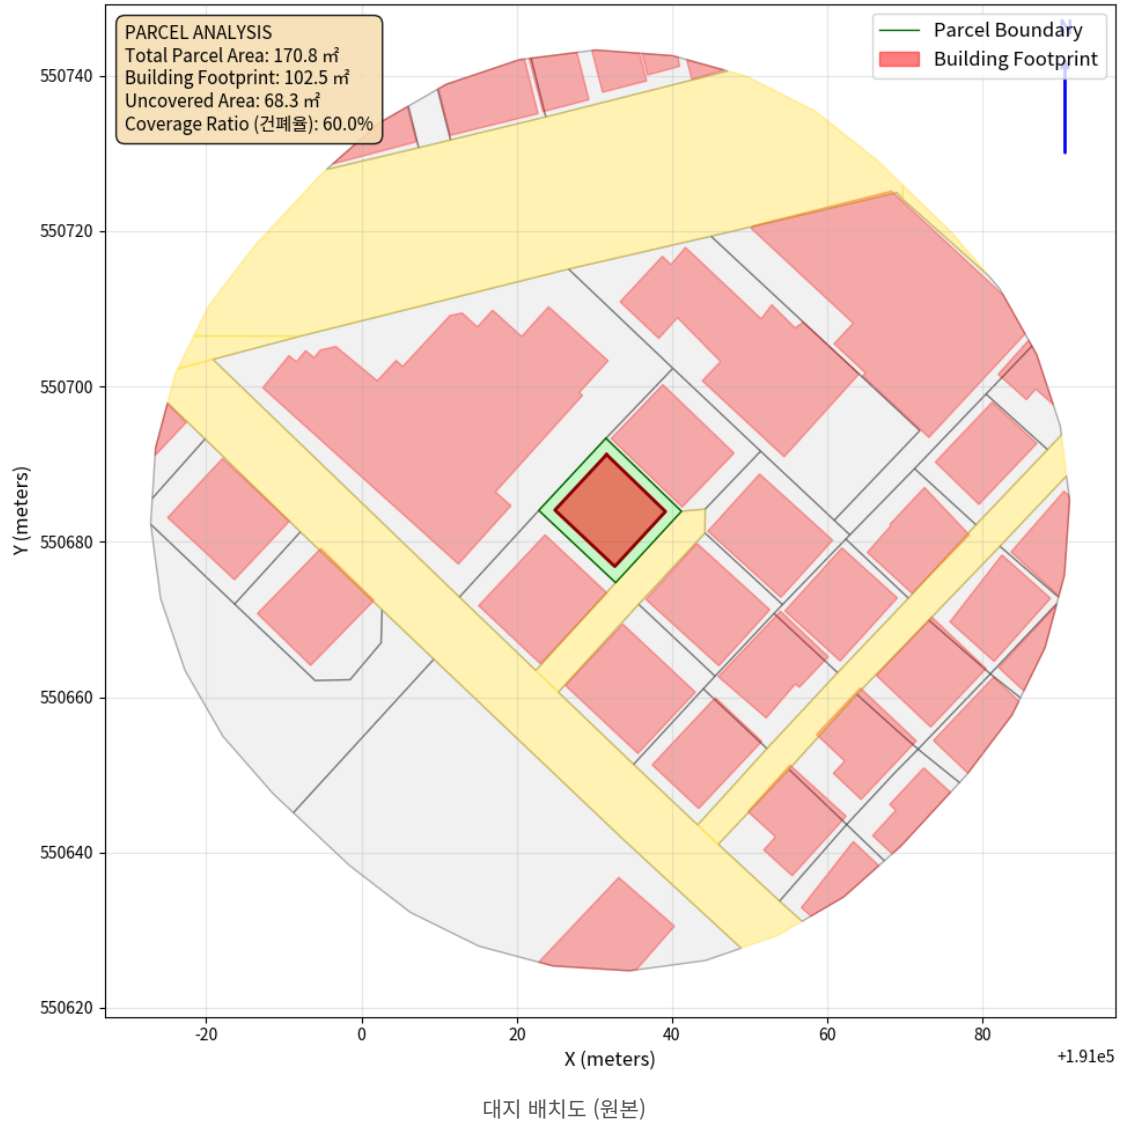 PARCEL ANALYSIS
Total Parcel Area: 170.8 ㎡
Building Footprint: 102.5 ㎡
Uncovered Area: 68.3 ㎡
Coverage Ratio (건폐율): 60.0%
Parcel Boundary
Building Footprint
N
Y (meters)
550740
550720
550700
550680
550660
550640
550620
-20
0
20
40
60
80
+1.91e5
X (meters)
대지 배치도 (원본)